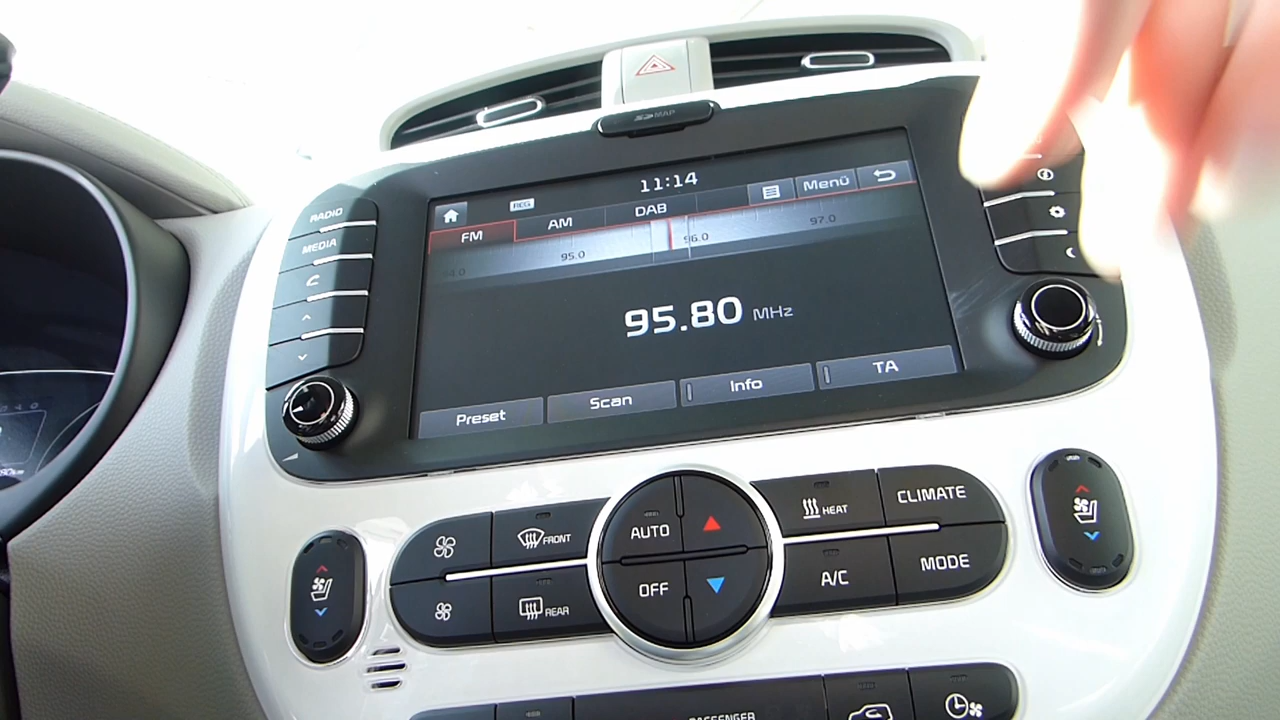 MAP
11:14
REG
Menü
RADIO
FM
AM
DAB
MEDIA
95.0
96.0
97.0
95.80 MHz
Preset
Scan
Info
TA
FRONT
AUTO
HEAT
CLIMATE
REAR
OFF
A/C
MODE
PASSENGER